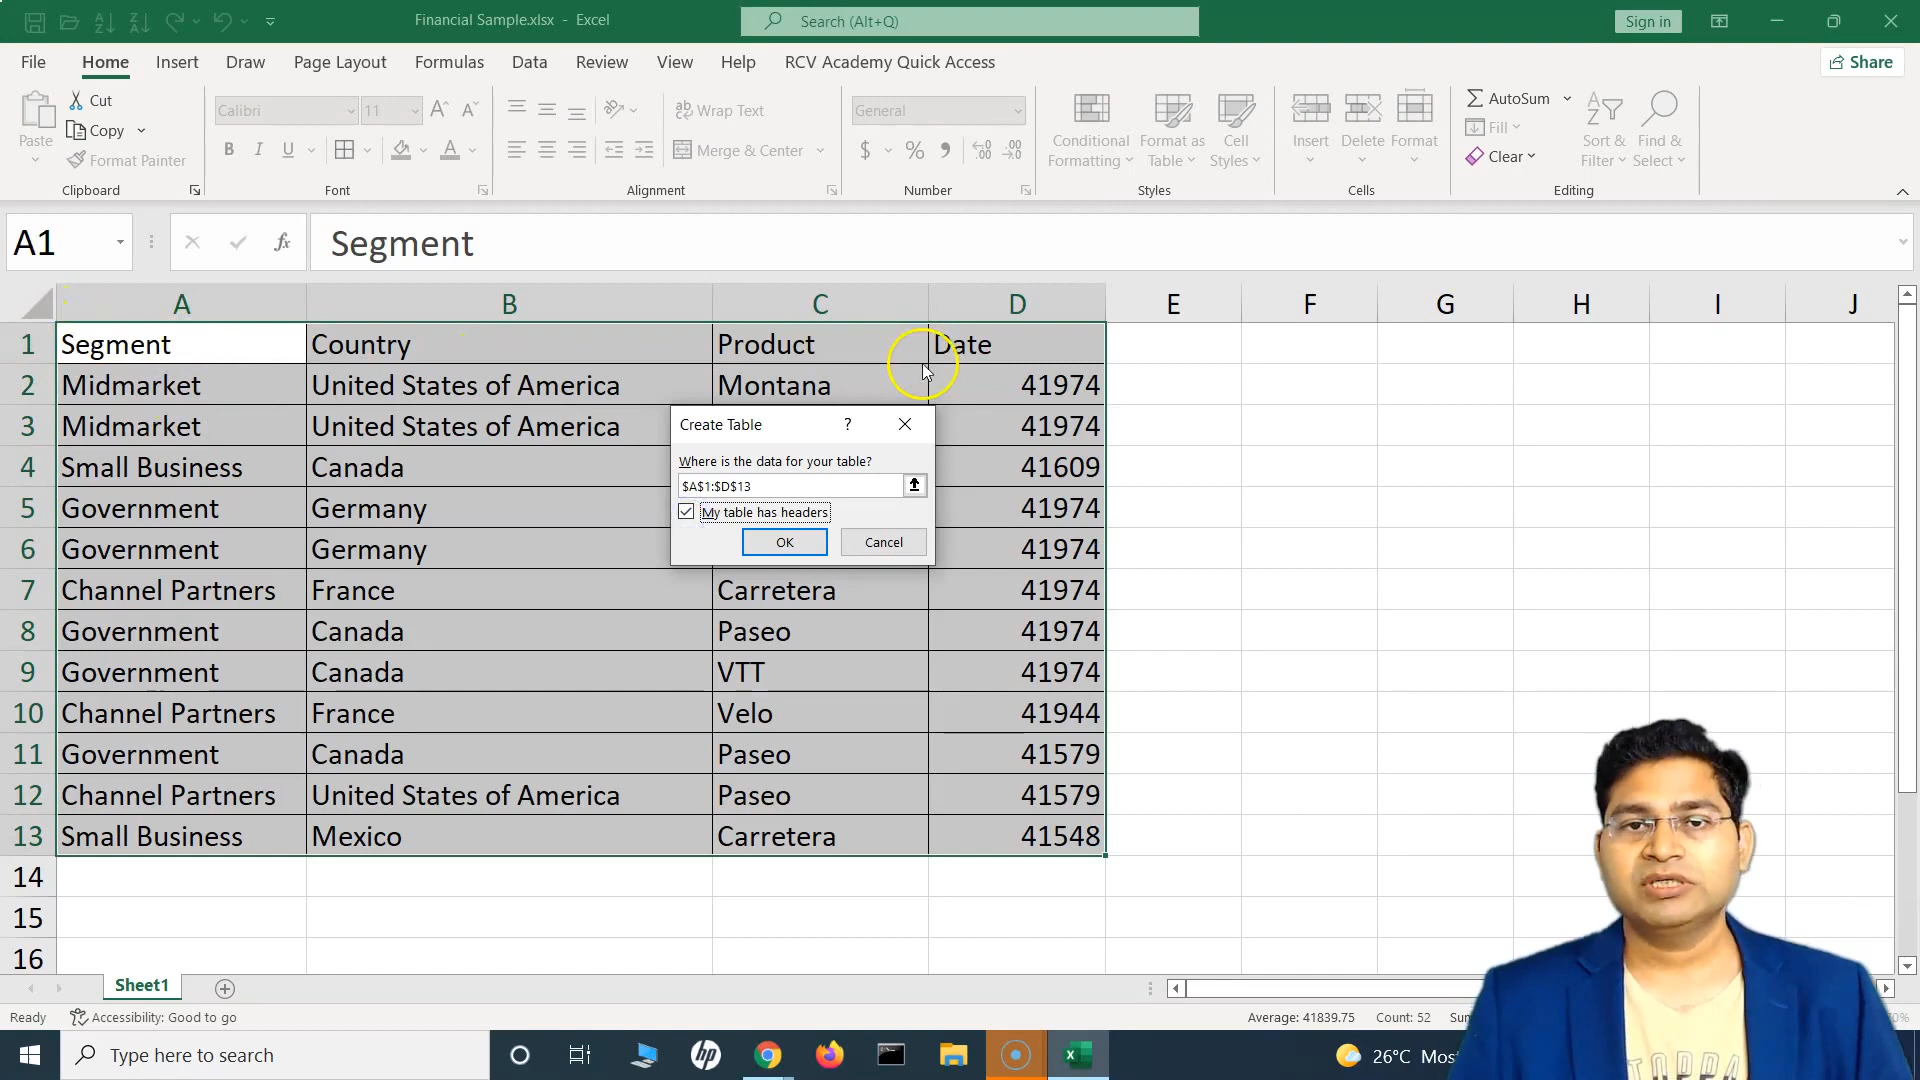 Financial Sample.xlsx - Excel
Search (Alt+Q)
Sign in
File Home Insert Draw Page Layout Formulas Data Review View Help RCV Academy Quick Access
Share
Paste
Cut
Copy
Format Painter
Clipboard
Calibri 11
B I U A
Font
Wrap Text
Merge & Center
Alignment
General
$ % 9
Number
Conditional Formatting
Format as Table
Cell Styles
Styles
Insert Delete Format
Cells
AutoSum
Fill
Clear
Sort & Filter
Find & Select
Editing
A1
fx
Segment
A B C D E F G H I J
1 Segment Country Product Date
2 Midmarket United States of America Montana 41974
3 Midmarket United States of America 41974
4 Small Business Canada 41609
5 Government Germany 41974
6 Government Germany 41974
7 Channel Partners France Carretera 41974
8 Government Canada Paseo 41974
9 Government Canada VTT 41974
10 Channel Partners France Velo 41944
11 Government Canada Paseo 41579
12 Channel Partners United States of America Paseo 41579
13 Small Business Mexico Carretera 41548
14
15
16
Create Table ?
Where is the data for your table?
$A$1:$D$13
My table has headers
OK Cancel
Sheet1
Ready Accessibility: Good to go
Average: 41839.75 Count: 52
Type here to search
hp
26°C